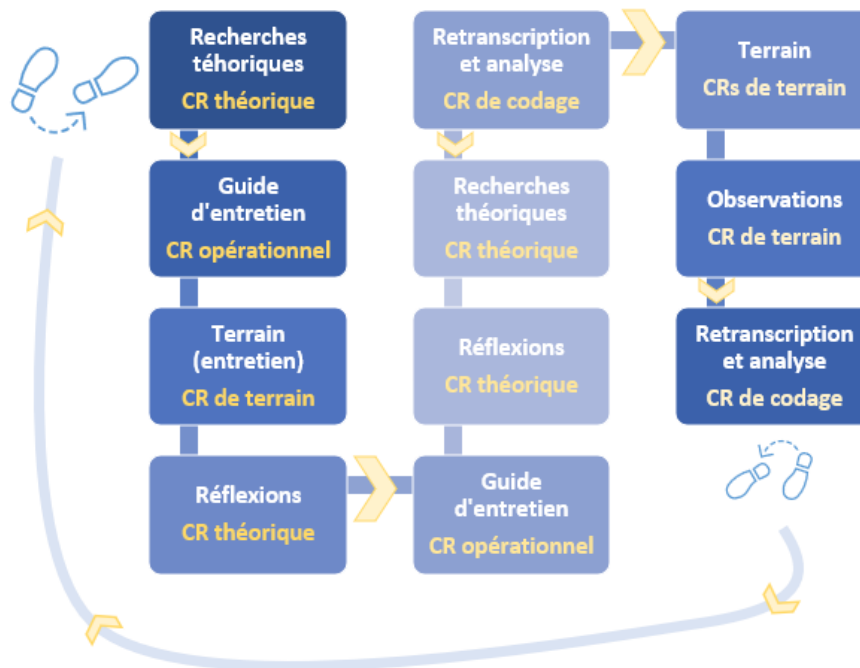 Recherches
téhoriques
CR théorique
Guide
d'entretien
CR opérationnel
Terrain
(entretien)
CR de terrain
Réflexions
CR théorique
Retranscription
et analyse
CR de codage
Recherches
théoriques
CR théorique
Réflexions
CR théorique
Guide
d'entretien
CR opérationnel
Terrain
CRs de terrain
Observations
CR de terrain
Retranscription
et analyse
CR de codage